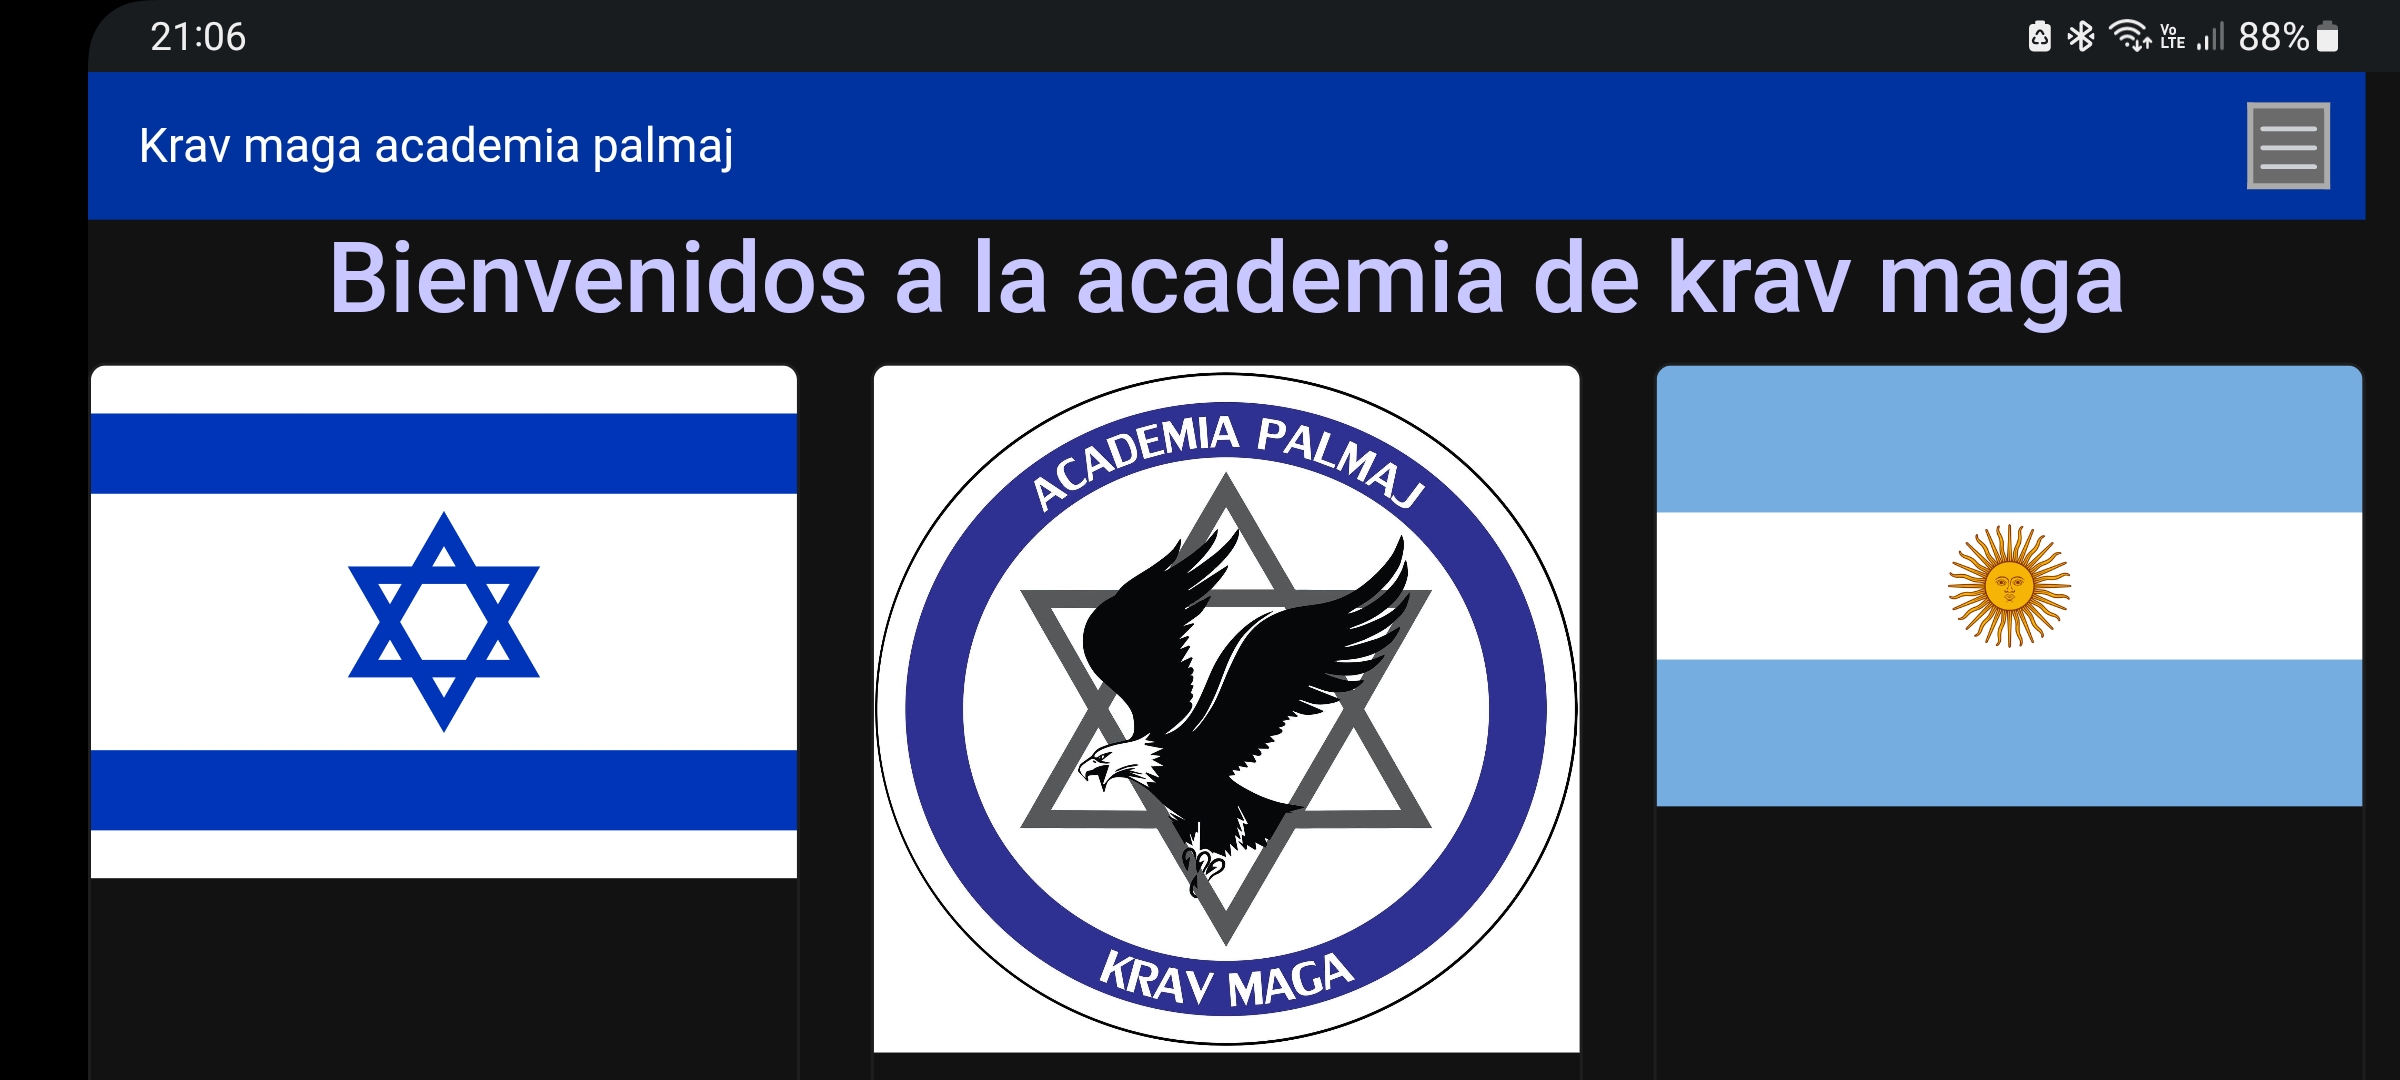 21:06
Vo
LTE
88%
Krav maga academia palmaj
Bienvenidos a la academia de krav maga
ACADEMIA PALMAJ
KRAV MAGA